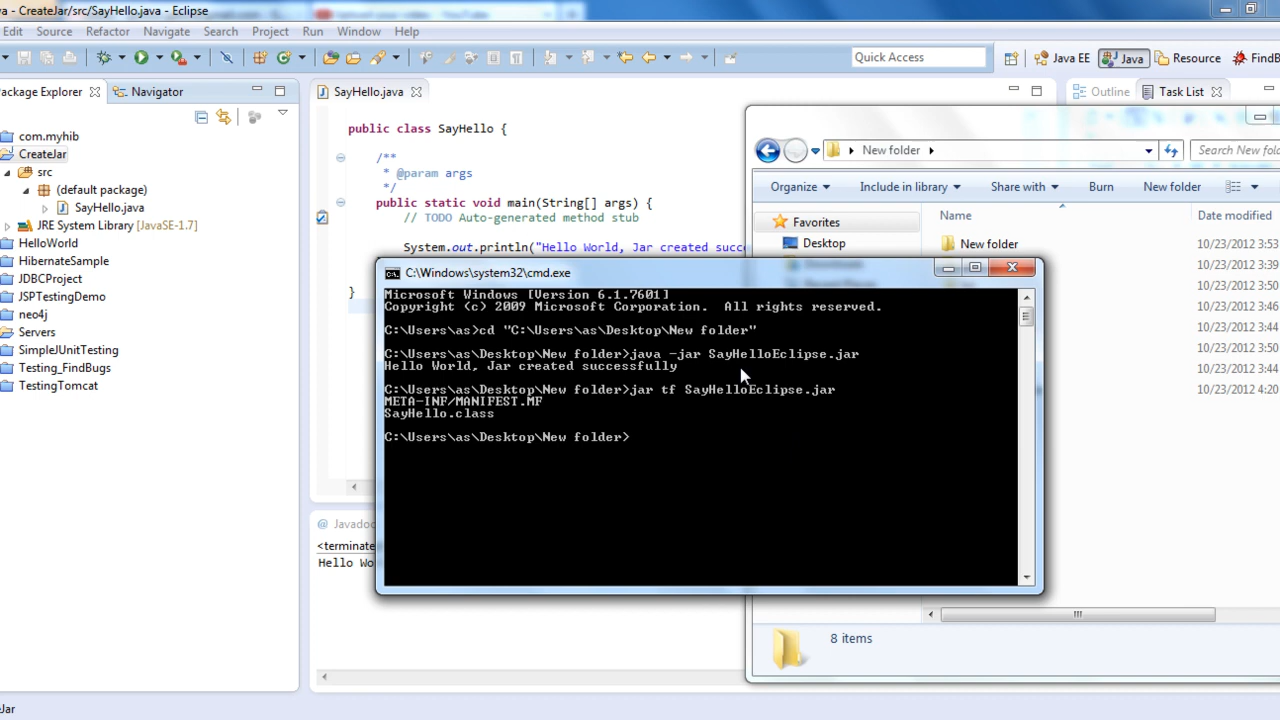 va - CreateJar/src/SayHello.java - Eclipse
Edit Source Refactor Navigate Search Project Run Window Help
Quick Access
Java EE
Java
Resource
FindB
Package Explorer
Navigator
com.myhib
CreateJar
src
(default package)
SayHello.java
JRE System Library [JavaSE-1.7]
HelloWorld
HibernateSample
JDBCProject
JSPTestingDemo
neo4j
Servers
SimpleJUnitTesting
Testing_FindBugs
TestingTomcat
SayHello.java
public class SayHello {
/**
* @param args
*/
public static void main(String[] args) {
// TODO Auto-generated method stub
System.out.println("Hello World, Jar created succe
}
Outline
Task List
New folder
Search New fold
Organize
Include in library
Share with
Burn
New folder
Favorites
Desktop
Downloads
Name
Date modified
New folder
10/23/2012 3:53
10/23/2012 3:39
10/23/2012 3:54
10/23/2012 3:46
10/23/2012 3:44
10/23/2012 3:50
10/23/2012 3:44
10/23/2012 4:20
8 items
C:\Windows\system32\cmd.exe
Microsoft Windows [Version 6.1.7601]
Copyright (c) 2009 Microsoft Corporation. All rights reserved.
C:\Users\as>cd "C:\Users\as\Desktop\New folder"
C:\Users\as\Desktop\New folder>java -jar SayHelloEclipse.jar
Hello World, Jar created successfully
C:\Users\as\Desktop\New folder>jar tf SayHelloEclipse.jar
META-INF/MANIFEST.MF
SayHello.class
C:\Users\as\Desktop\New folder>
Javadoc
<terminate
Hello Wo
eJar